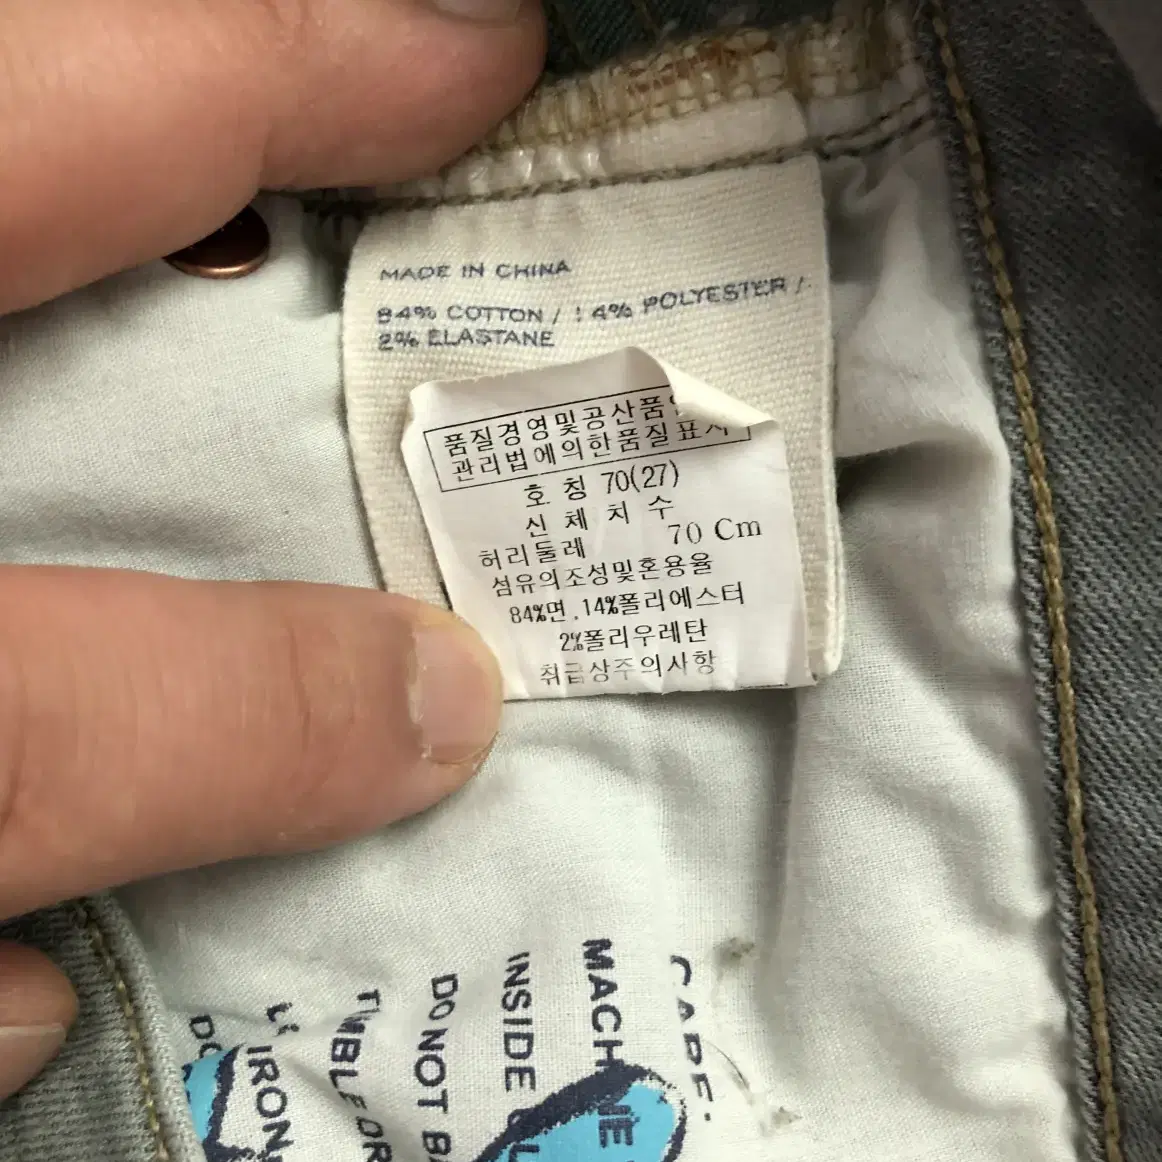 MADE IN CHINA
84% COTTON / 14% POLYESTER /
2% ELASTANE
품질경영및공산품
관리법에의한품질표시
호 칭 70(27)
신 체 치 수
허리둘레 70 Cm
섬유의조성및혼용율
84%면,14%폴리에스터
2%폴리우레탄
취급상주의사항
CARE:
MACHINE
INSIDE
DO NOT
TUMBLE OR
IRON